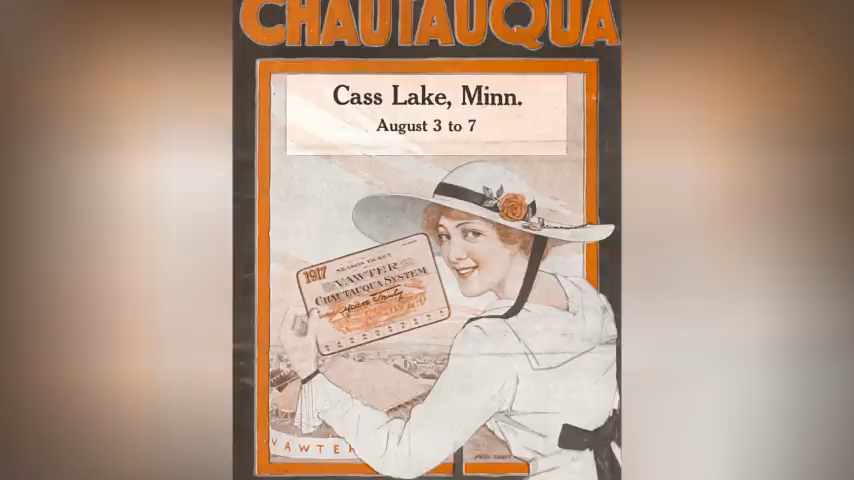 CHAUTAUQUA
Cass Lake, Minn.
August 3 to 7
1917
SEASON TICKET
VAWTER
CHAUTAUQUA SYSTEM
VAWTER